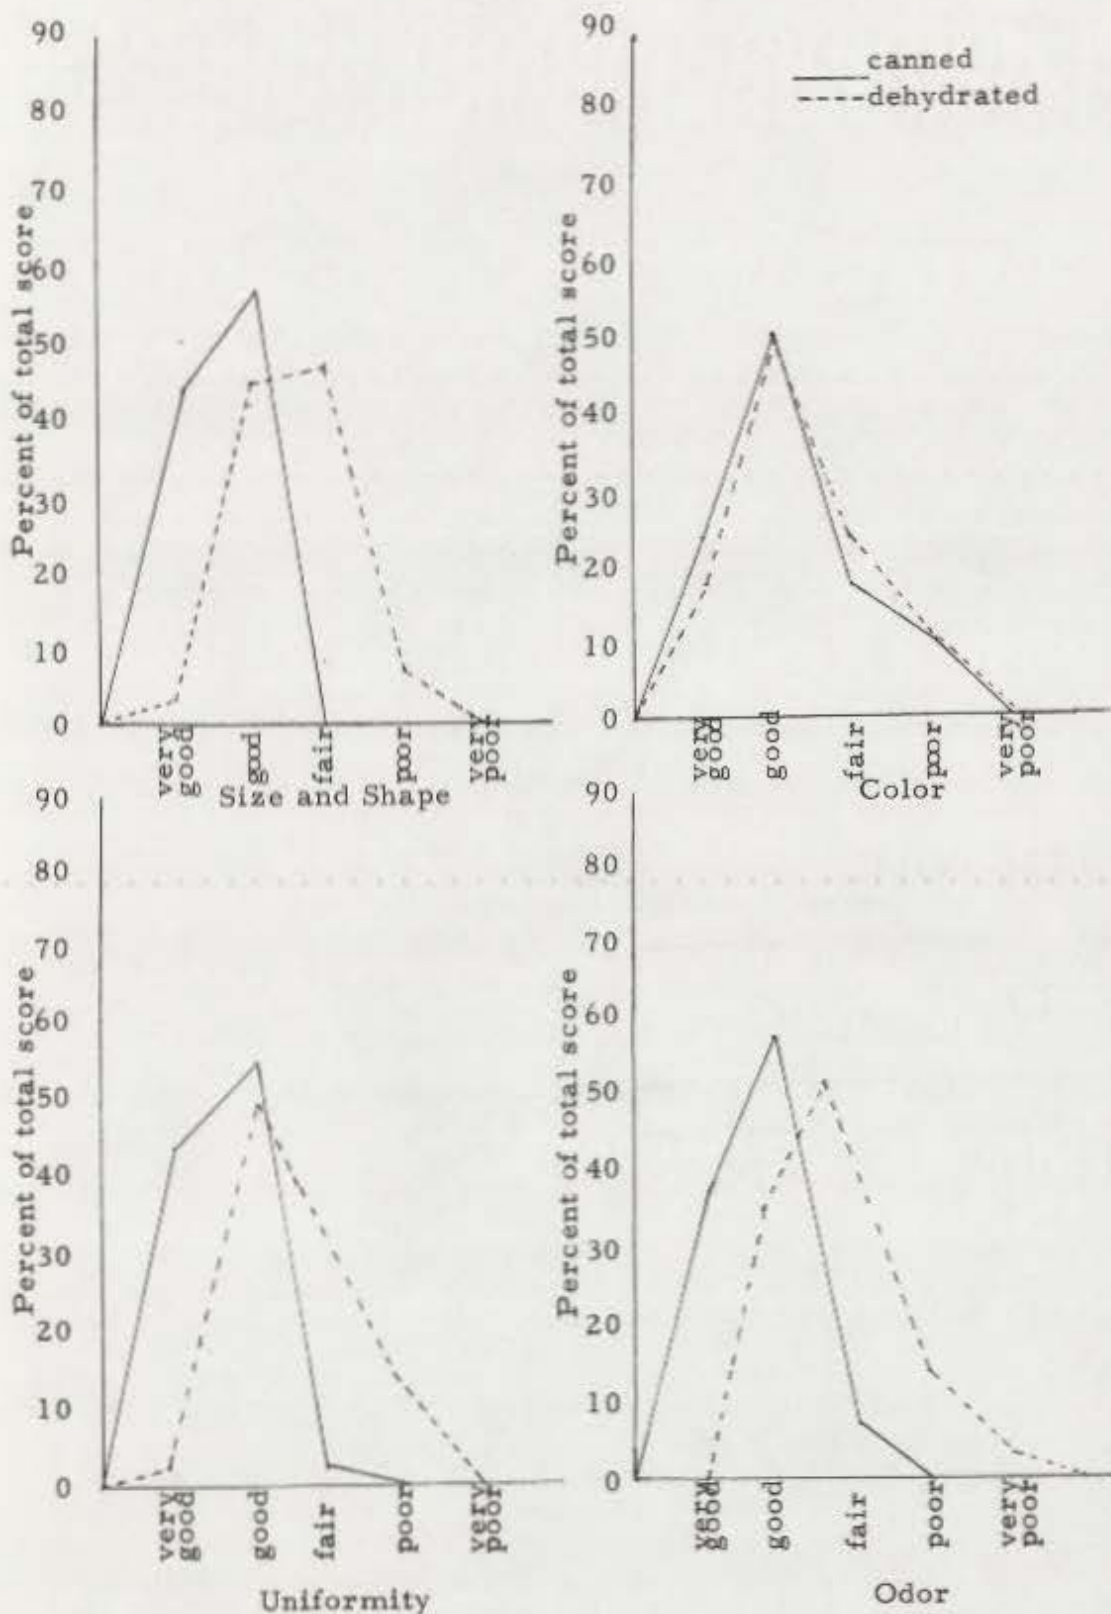 90
80
70
60
50
40
30
20
10
0
Percent of total score
very good
good
fair
poor
very poor
Size and Shape
90
80
70
60
50
40
30
20
10
0
Percent of total score
canned
dehydrated
very good
good
fair
poor
very poor
Color
90
80
70
60
50
40
30
20
10
0
Percent of total score
very good
good
fair
poor
very poor
Uniformity
90
80
70
60
50
40
30
20
10
0
Percent of total score
very good
good
fair
poor
very poor
Odor